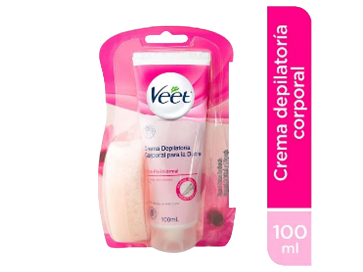 Veet
Crema Depilatoria
Corporal para la Ducha
100mL
Crema depilatoria
corporal
100
ml